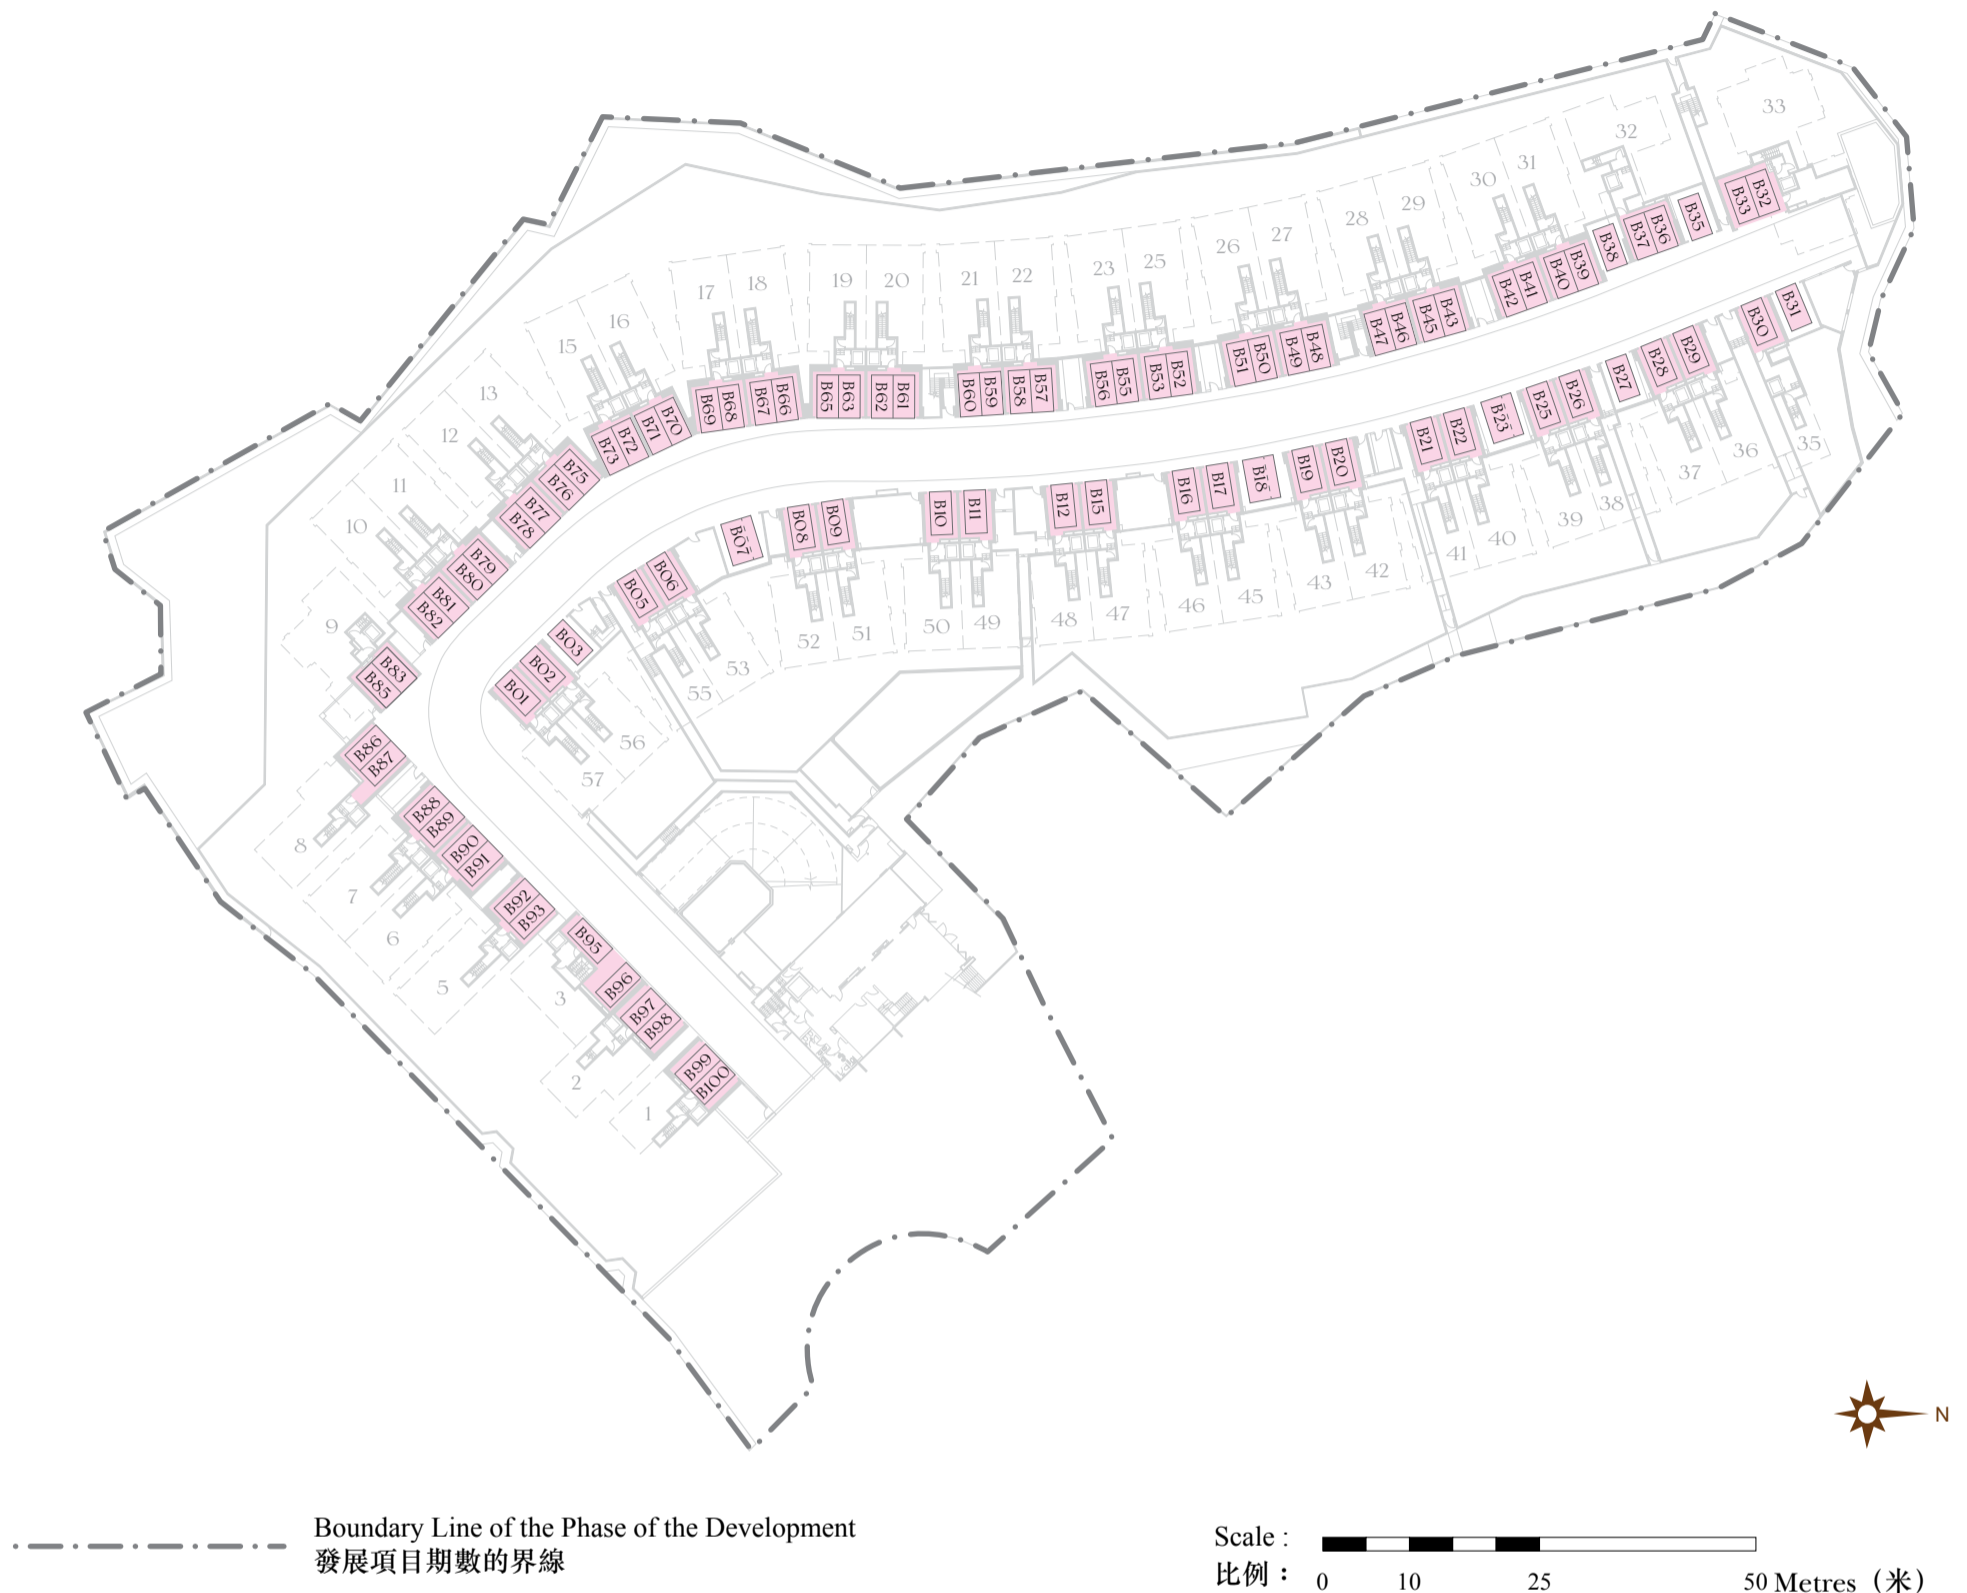 33
32
31
30
29
28
27
26
25
23
22
21
20
19
18
17
16
15
13
12
11
10
9
B32
B33
B35
B36
B37
B38
B39
B40
B41
B42
B43
B45
B46
B47
B48
B49
B50
B51
B52
B53
B55
B56
B57
B58
B59
B60
B61
B62
B63
B65
B66
B67
B68
B69
B70
B71
B72
B73
B75
B76
B77
B78
B79
B80
B81
B82
B83
B85
B31
B30
B29
B28
B27
B26
B25
B23
B22
B21
B20
B19
B18
B17
B16
B15
B12
B11
B10
B09
B08
B07
B06
B05
B03
B02
B01
35
36
37
38
39
40
41
42
43
45
46
47
48
49
50
51
52
53
55
56
57
B86
B87
B88
B89
B90
B91
B92
B93
B95
B96
B97
B98
B99
B100
8
7
6
5
3
2
1
N
Boundary Line of the Phase of the Development
發展項目期數的界線
Scale :
比例：
0 10 25 50 Metres（米）